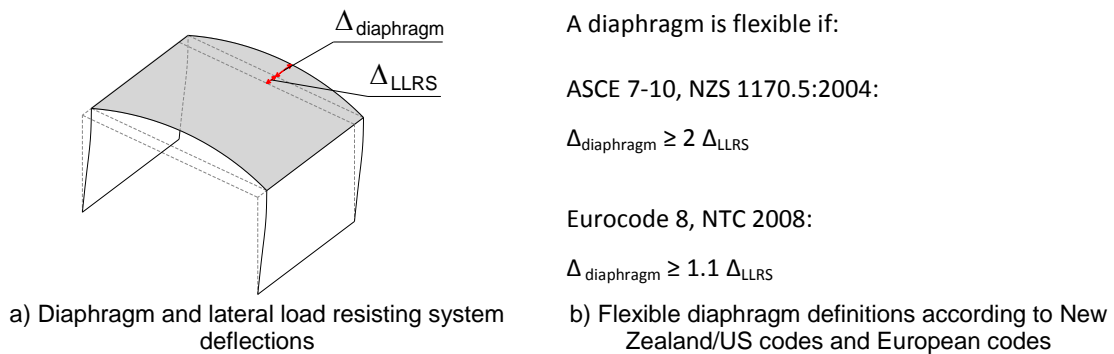 Δdiaphragm
ΔLLRS
a) Diaphragm and lateral load resisting system
deflections
A diaphragm is flexible if:
ASCE 7-10, NZS 1170.5:2004:
Δdiaphragm ≥ 2 ΔLLRS
Eurocode 8, NTC 2008:
Δ diaphragm ≥ 1.1 ΔLLRS
b) Flexible diaphragm definitions according to New
Zealand/US codes and European codes